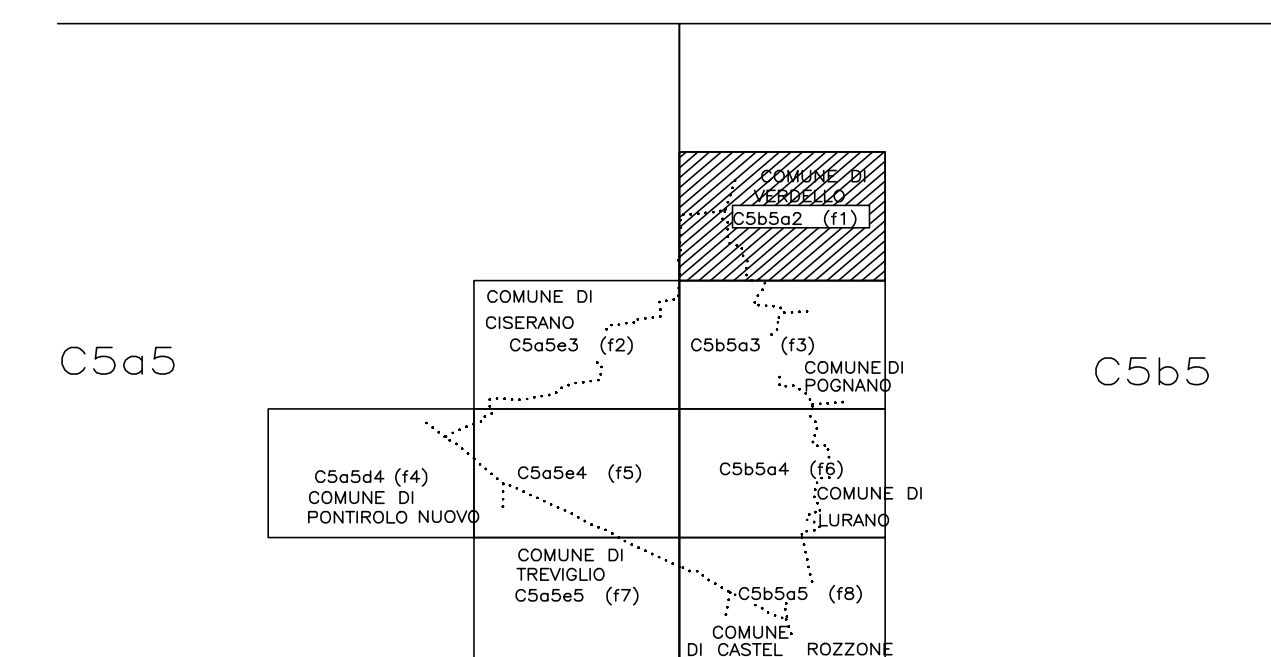 COMUNE DI
VERDELLO
C5b5a2 (f1)
COMUNE DI
CISERANO
C5a5e3 (f2)
C5b5a3 (f3)
C5a5
C5b5
COMUNE DI
POGNANO
C5a5d4 (f4)
COMUNE DI
PONTIROLO NUOVO
C5a5e4 (f5)
C5b5a4 (f6)
COMUNE DI
LURANO
COMUNE DI
TREVIGLIO
C5a5e5 (f7)
C5b5a5 (f8)
COMUNE
DI CASTEL ROZZONE